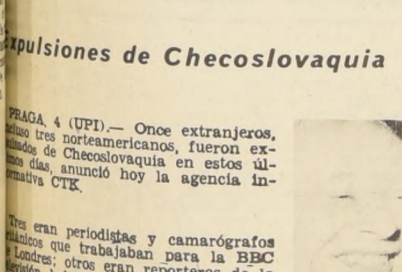 xpulsiones de Checoslovaquia
PRAGA, 4 (UPI).— Once extranjeros,
cluso tres norteamericanos, fueron ex-
de Checoslovaquia en estos úl-
días, anunció hoy la agencia in-
ormativa CTK.
Tres eran periodistas y camarógrafos
que trabajaban para la BBC
Londres; otros eran reporteros de